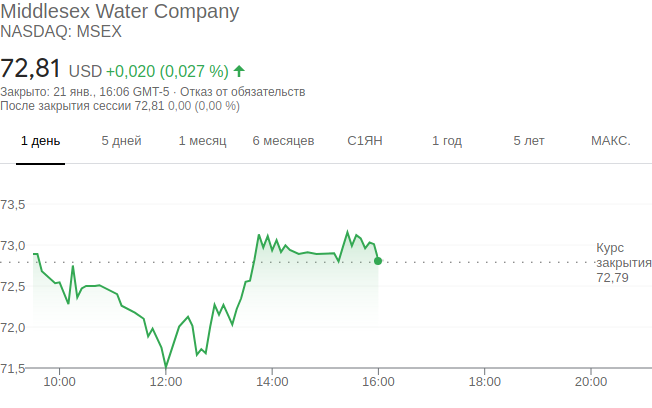 Middlesex Water Company
NASDAQ: MSEX
72,81 USD +0,020 (0,027 %)
Закрыто: 21 янв., 16:06 GMT-5 · Отказ от обязательств
После закрытия сессии 72,81 0,00 (0,00 %)
1 день 5 дней 1 месяц 6 месяцев С1ЯН 1 год 5 лет МАКС.
73,5
73,0
72,5
72,0
71,5
Курс
закрытия
72,79
10:00 12:00 14:00 16:00 18:00 20:00